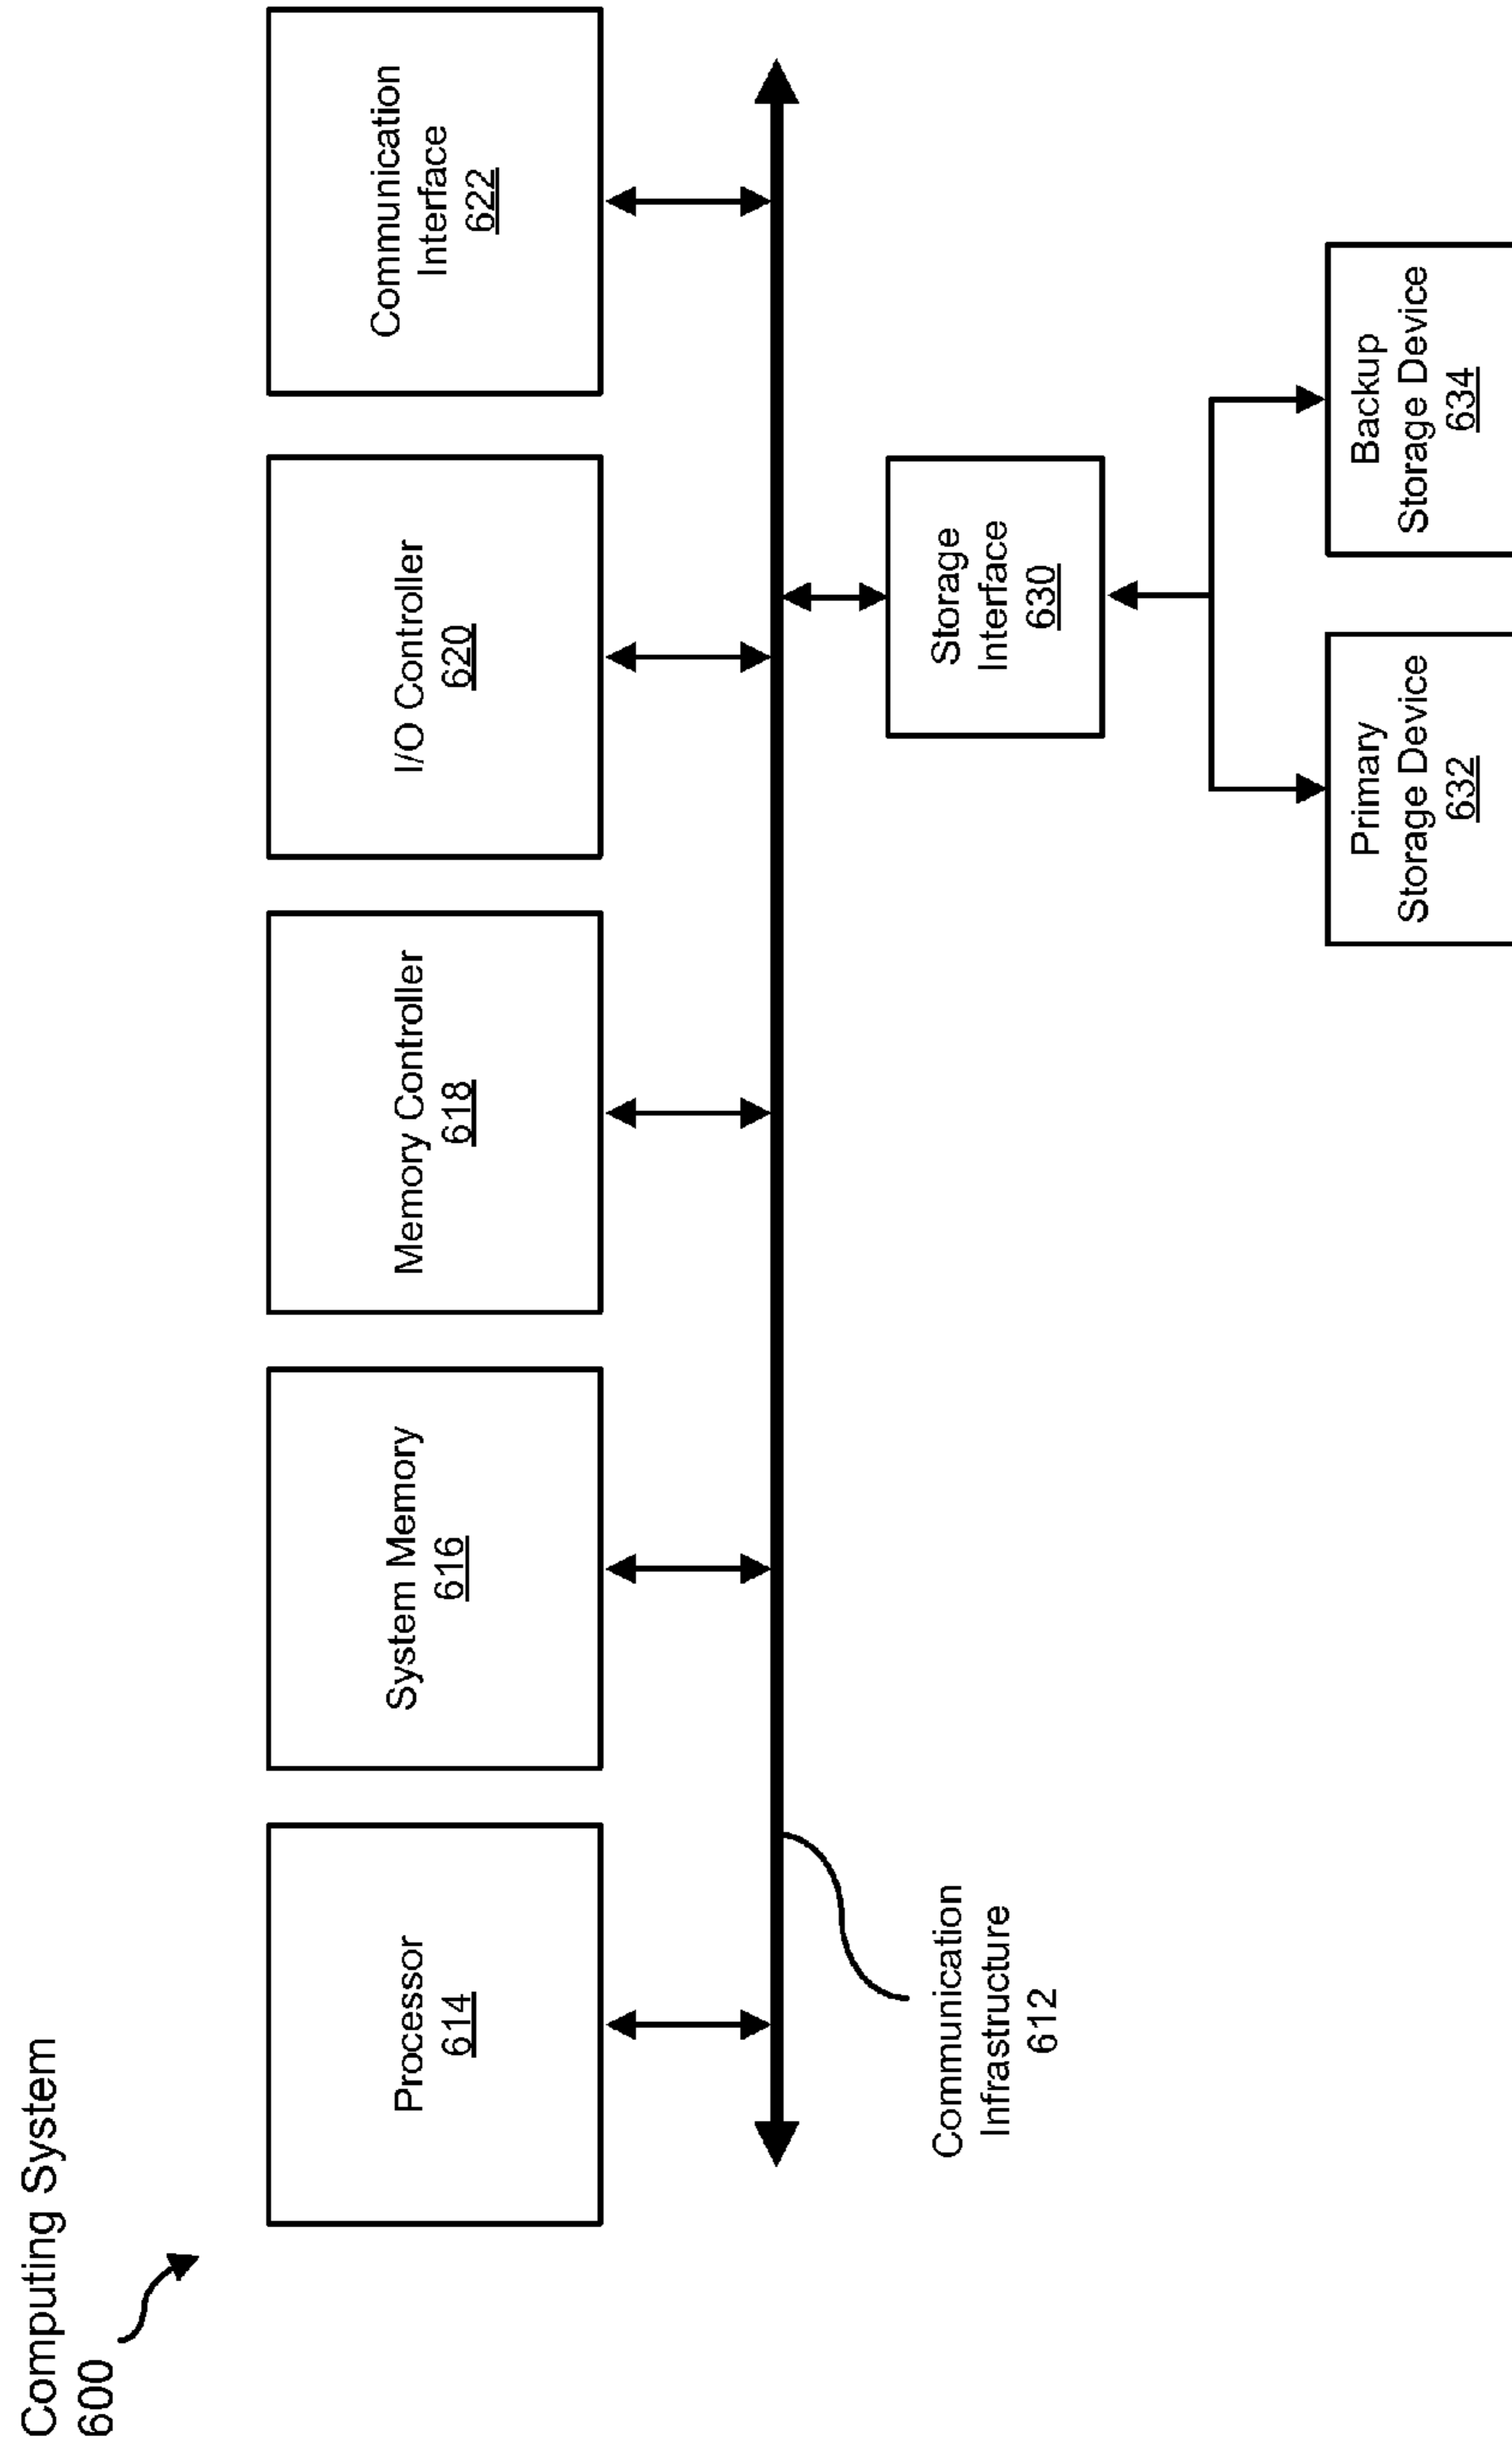 Computing System
600
Processor
614
System Memory
616
Memory Controller
618
I/O Controller
620
Communication
Interface
622
Communication
Infrastructure
612
Storage
Interface
630
Primary
Storage Device
632
Backup
Storage Device
634